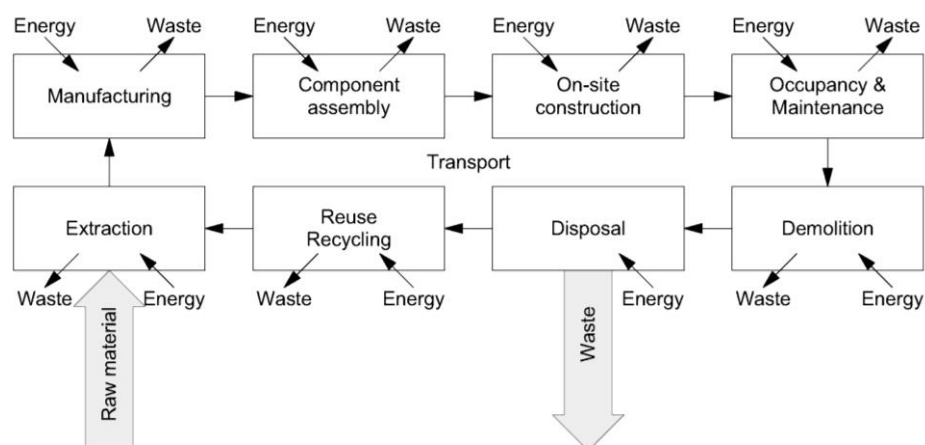 Energy
Waste
Energy
Waste
Energy
Waste
Energy
Waste
Manufacturing
Component
assembly
On-site
construction
Occupancy &
Maintenance
Transport
Extraction
Reuse
Recycling
Disposal
Demolition
Waste
Energy
Waste
Energy
Energy
Waste
Energy
Raw material
Waste